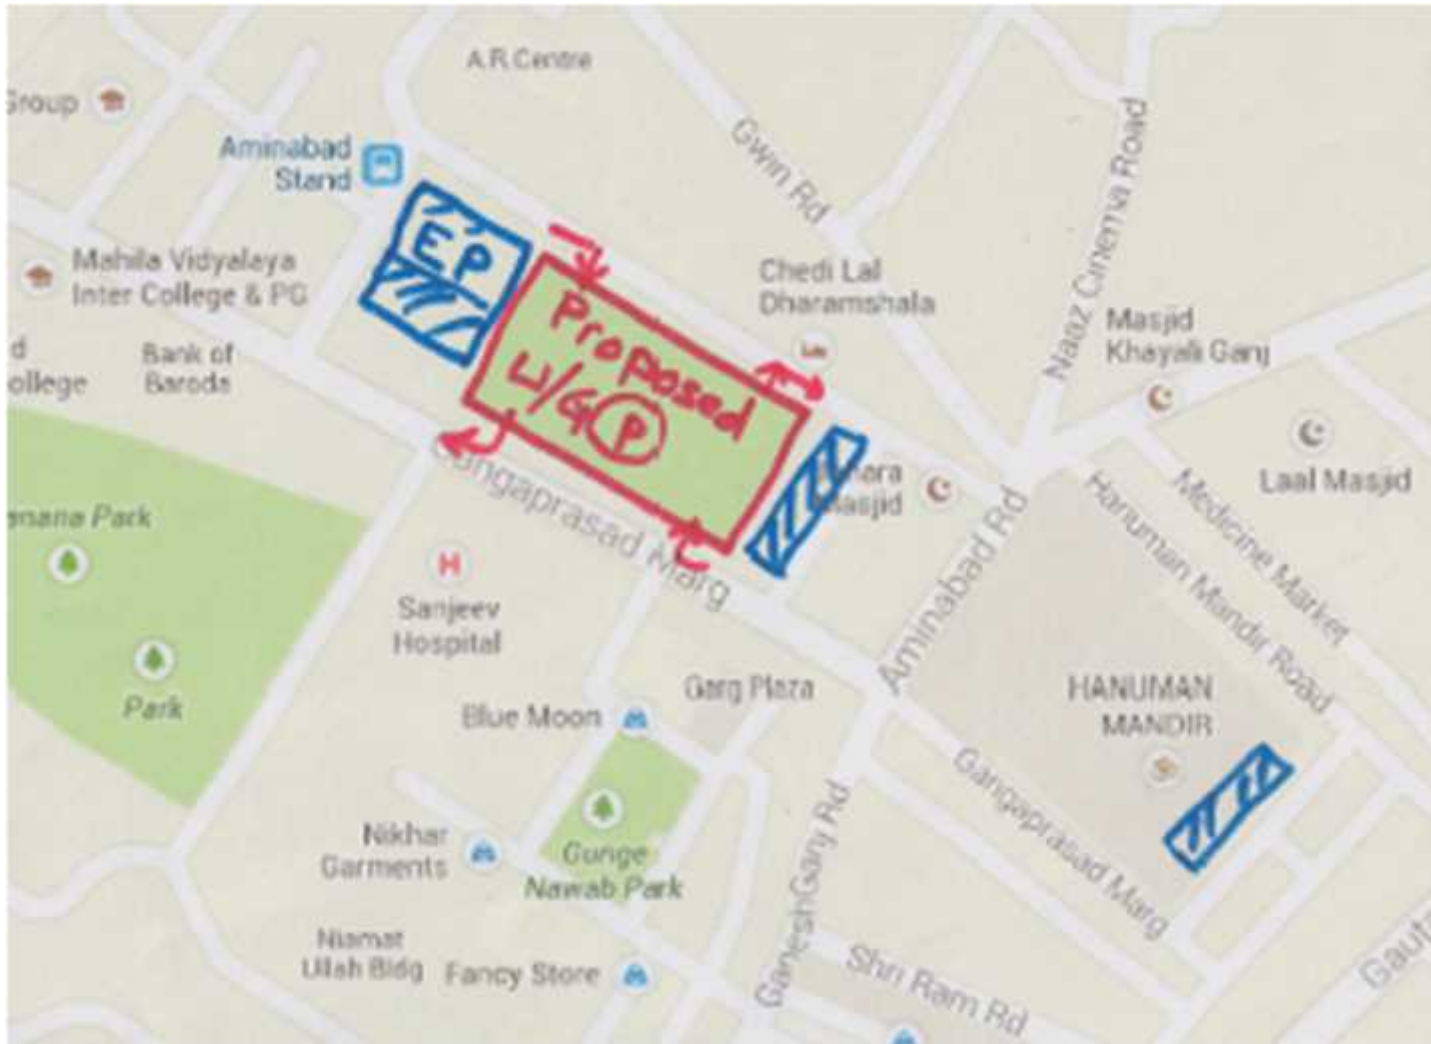 A.R.Centre
Group
Aminabad
Stand
Gwin Rd
Naaz Cinema Road
EP
Mahila Vidyalaya
Inter College & PG
Chedi Lal
Dharamshala
Proposed
U/G P
Masjid
Khayali Ganj
d
ollege
Bank of
Baroda
Masjid
Laal Masjid
Gangaprasad Marg
Hanuman Mandir Road
Medicine Market
anana Park
Aminabad Rd
H
Sanjeev
Hospital
Park
Blue Moon
Garg Plaza
HANUMAN
MANDIR
Gangaprasad Marg
Nikhar
Garments
Gunge
Nawab Park
GaneshGanj Rd
Niamat
Ullah Bldg
Fancy Store
Shri Ram Rd
Gauta